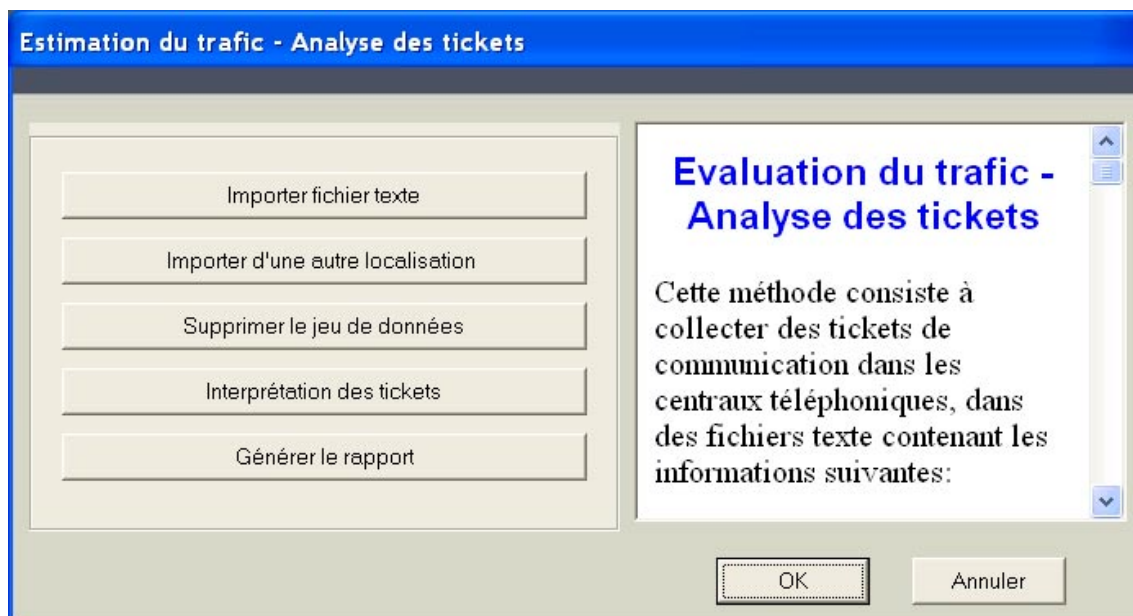 Estimation du trafic - Analyse des tickets
Importer fichier texte
Importer d'une autre localisation
Supprimer le jeu de données
Interprétation des tickets
Générer le rapport
Evaluation du trafic -
Analyse des tickets
Cette méthode consiste à
collecter des tickets de
communication dans les
centraux téléphoniques, dans
des fichiers texte contenant les
informations suivantes:
OK
Annuler